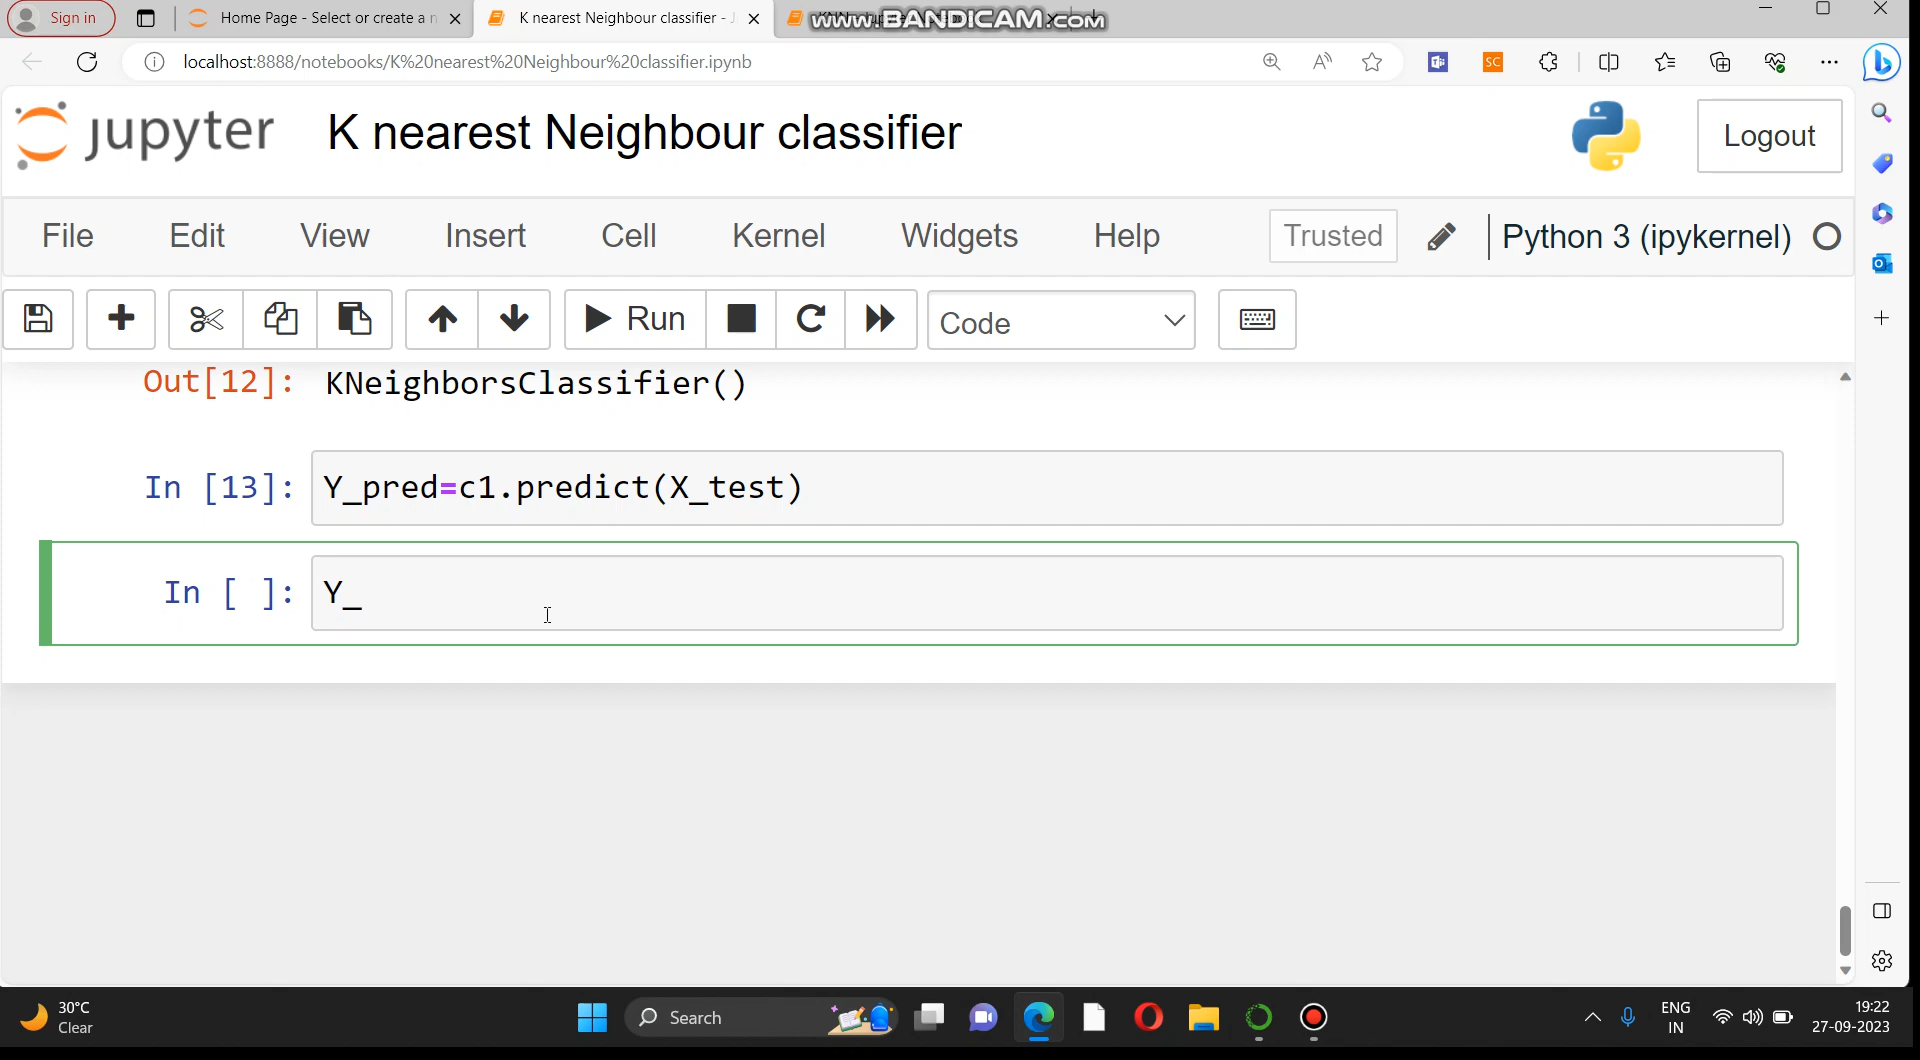 Sign in
Home Page - Select or create a n
K nearest Neighbour classifier - J
www.BANDICAM.com
localhost:8888/notebooks/K%20nearest%20Neighbour%20classifier.ipynb
SC
jupyter
K nearest Neighbour classifier
Logout
File Edit View Insert Cell Kernel Widgets Help
Trusted
Python 3 (ipykernel)
Run
Code
Out[12]: KNeighborsClassifier()
In [13]: Y_pred=c1.predict(X_test)
In [ ]: Y_
30°C
Clear
Search
ENG
IN
19:22
27-09-2023